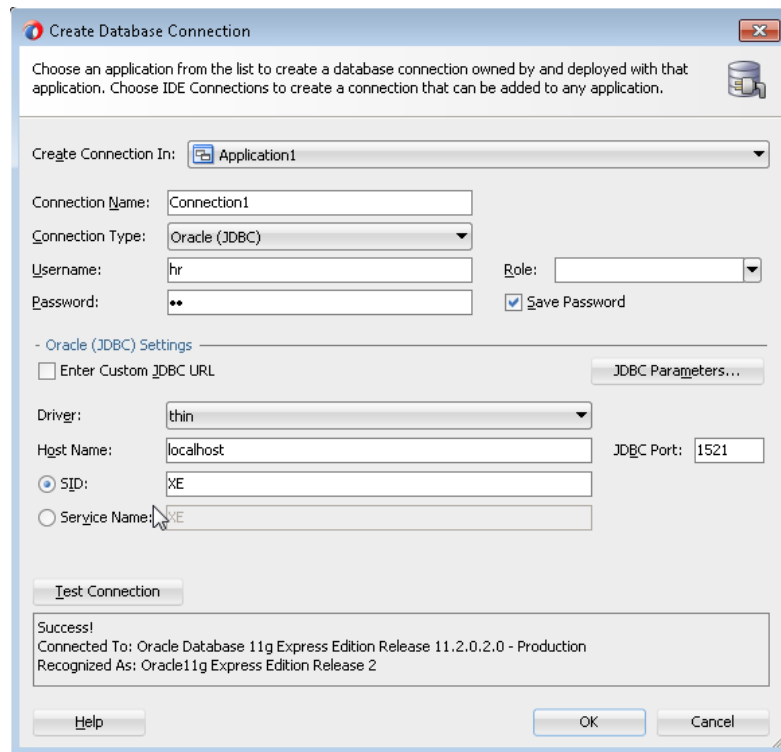 Create Database Connection
Choose an application from the list to create a database connection owned by and deployed with that
application. Choose IDE Connections to create a connection that can be added to any application.
Create Connection In: Application1
Connection Name: Connection1
Connection Type: Oracle (JDBC)
Username: hr Role:
Password: •• Save Password
- Oracle (JDBC) Settings
Enter Custom JDBC URL JDBC Parameters...
Driver: thin
Host Name: localhost JDBC Port: 1521
SID: XE
Service Name: XE
Test Connection
Success!
Connected To: Oracle Database 11g Express Edition Release 11.2.0.2.0 - Production
Recognized As: Oracle11g Express Edition Release 2
Help OK Cancel